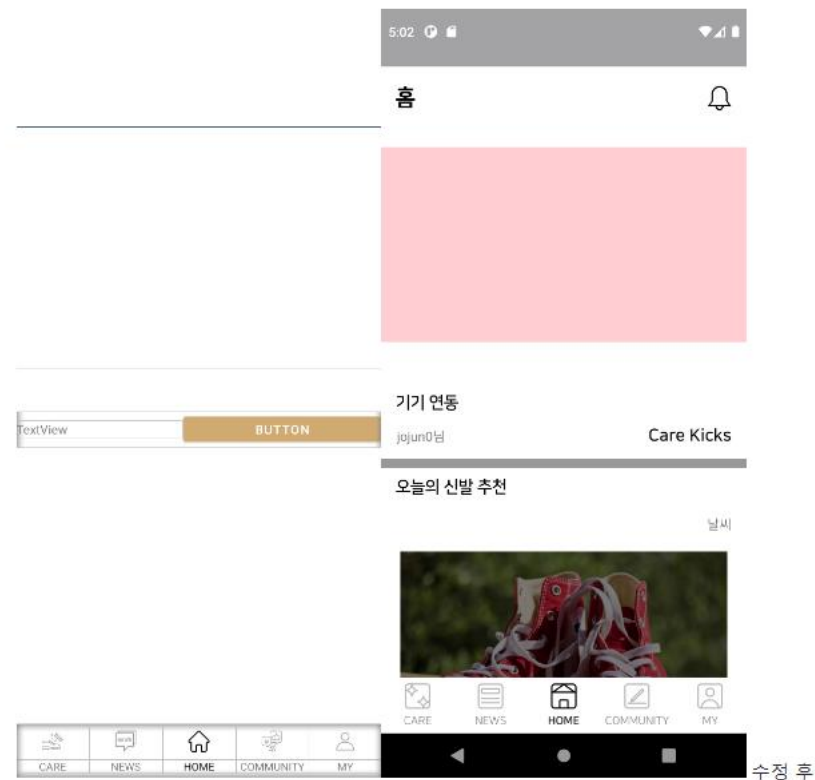 TextView
BUTTON
CARE NEWS HOME COMMUNITY MY
5:02
홈
기기 연동
jojun0님
Care Kicks
오늘의 신발 추천
날씨
CARE NEWS HOME COMMUNITY MY
수정 후